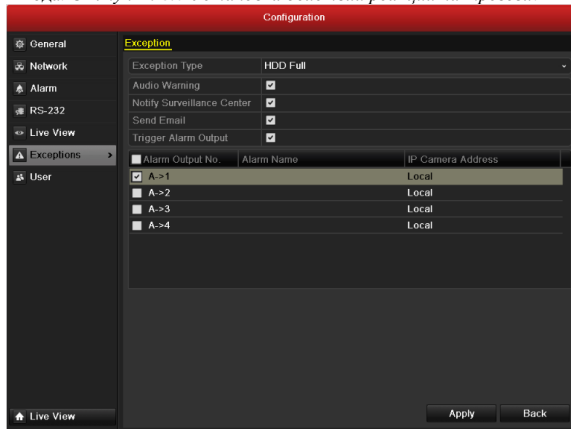 Configuration
General
Network
Alarm
RS-232
Live View
Exceptions
User
Live View
Exception
Exception Type HDD Full
Audio Warning
Notify Surveillance Center
Send Email
Trigger Alarm Output
Alarm Output No. Alarm Name IP Camera Address
A->1 Local
A->2 Local
A->3 Local
A->4 Local
Apply Back